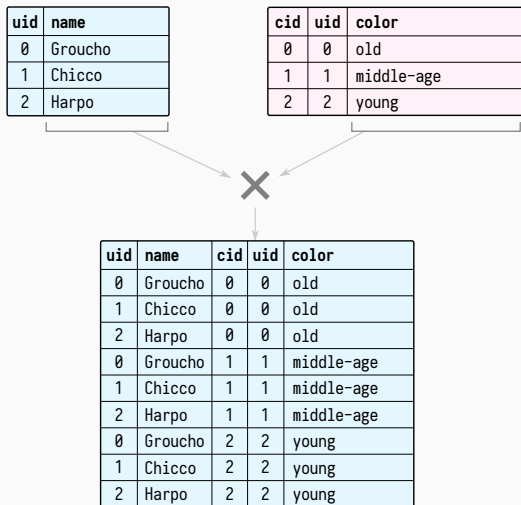 uid name
0 Groucho
1 Chicco
2 Harpo
cid uid color
0 0 old
1 1 middle-age
2 2 young
uid name cid uid color
0 Groucho 0 0 old
1 Chicco 0 0 old
2 Harpo 0 0 old
0 Groucho 1 1 middle-age
1 Chicco 1 1 middle-age
2 Harpo 1 1 middle-age
0 Groucho 2 2 young
1 Chicco 2 2 young
2 Harpo 2 2 young